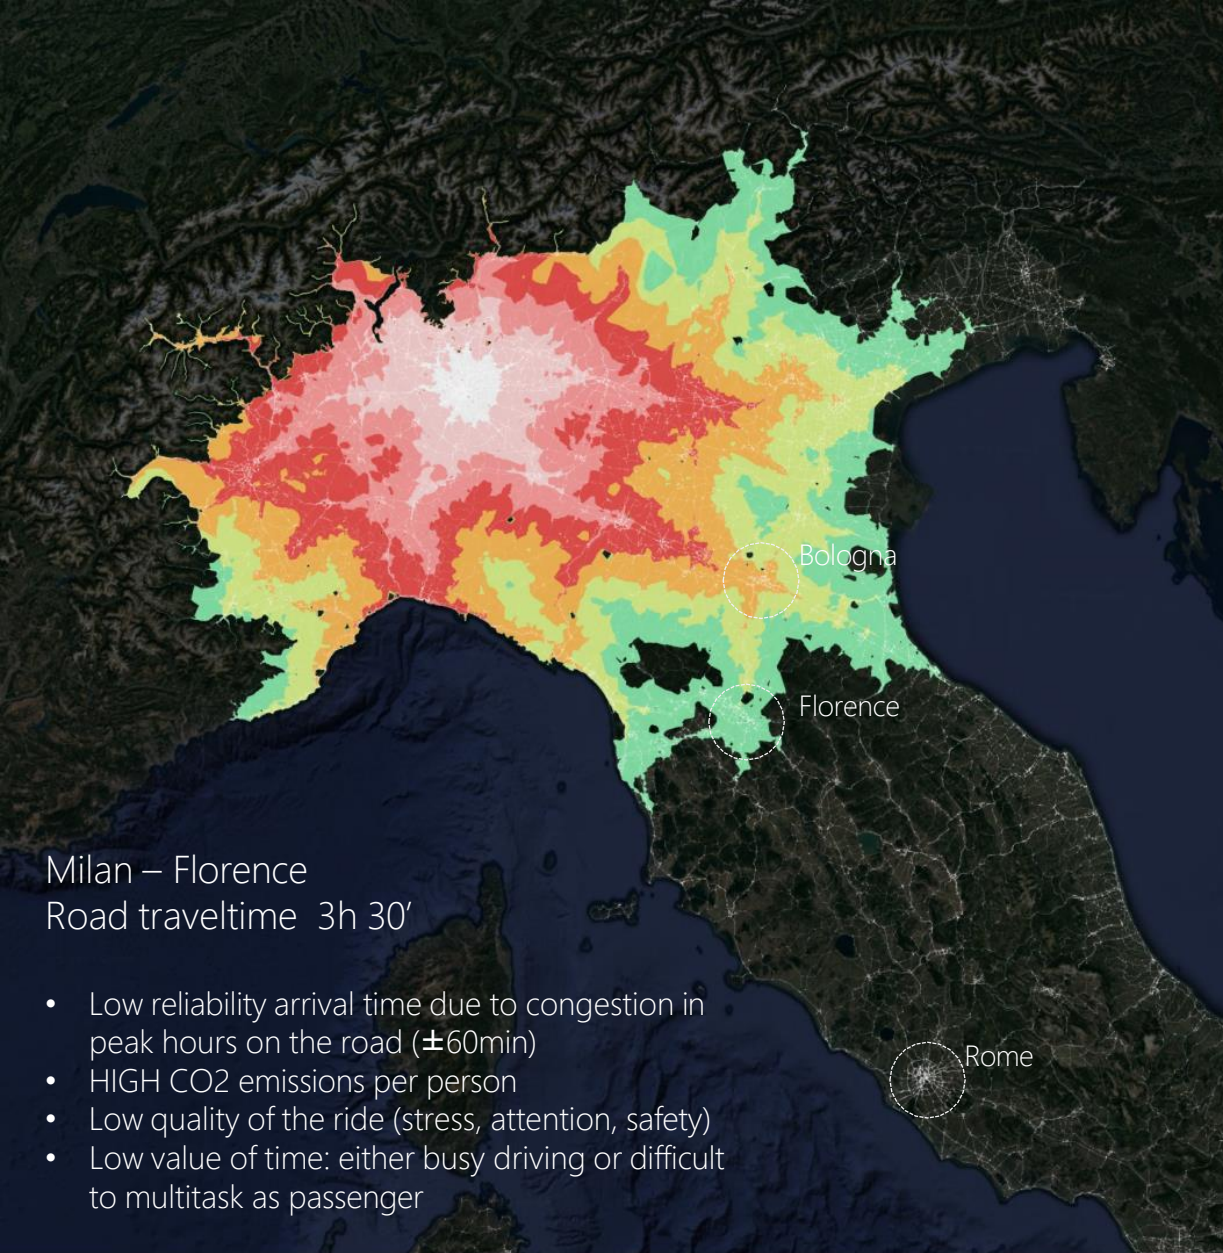 Bologna
Florence
Milan – Florence
Road traveltime 3h 30’
• Low reliability arrival time due to congestion in
peak hours on the road (±60min)
• HIGH CO2 emissions per person
Rome
• Low quality of the ride (stress, attention, safety)
• Low value of time: either busy driving or difficult
to multitask as passenger